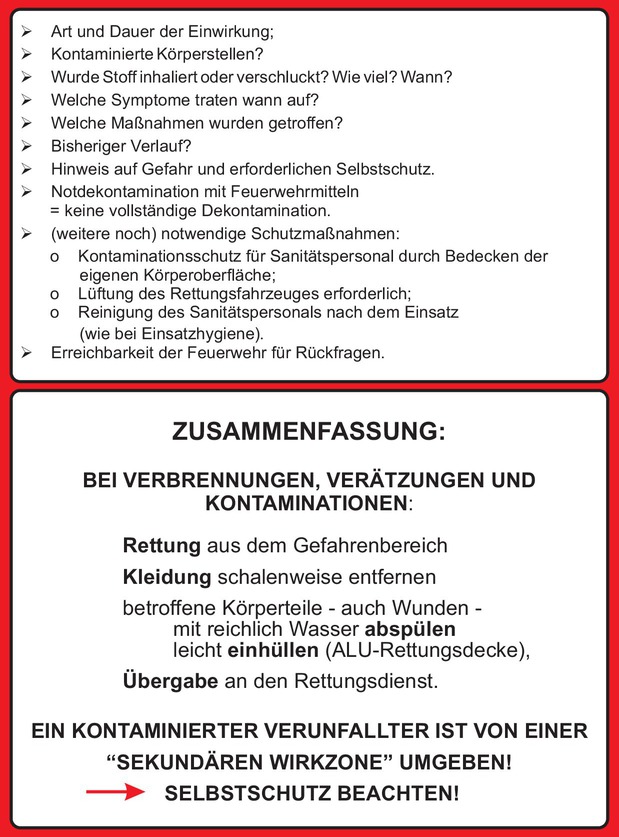 ➢ Art und Dauer der Einwirkung;
➢ Kontaminierte Körperstellen?
➢ Wurde Stoff inhaliert oder verschluckt? Wie viel? Wann?
➢ Welche Symptome traten wann auf?
➢ Welche Maßnahmen wurden getroffen?
➢ Bisheriger Verlauf?
➢ Hinweis auf Gefahr und erforderlichen Selbstschutz.
➢ Notdekontamination mit Feuerwehrmitteln
= keine vollständige Dekontamination.
➢ (weitere noch) notwendige Schutzmaßnahmen:
o Kontaminationsschutz für Sanitätspersonal durch Bedecken der
eigenen Körperoberfläche;
o Lüftung des Rettungsfahrzeuges erforderlich;
o Reinigung des Sanitätspersonals nach dem Einsatz
(wie bei Einsatzhygiene).
➢ Erreichbarkeit der Feuerwehr für Rückfragen.
ZUSAMMENFASSUNG:
BEI VERBRENNUNGEN, VERÄTZUNGEN UND
KONTAMINATIONEN:
Rettung aus dem Gefahrenbereich
Kleidung schalenweise entfernen
betroffene Körperteile - auch Wunden -
mit reichlich Wasser abspülen
leicht einhüllen (ALU-Rettungsdecke),
Übergabe an den Rettungsdienst.
EIN KONTAMINIERTER VERUNFALLTER IST VON EINER
“SEKUNDÄREN WIRKZONE” UMGEBEN!
SELBSTSCHUTZ BEACHTEN!